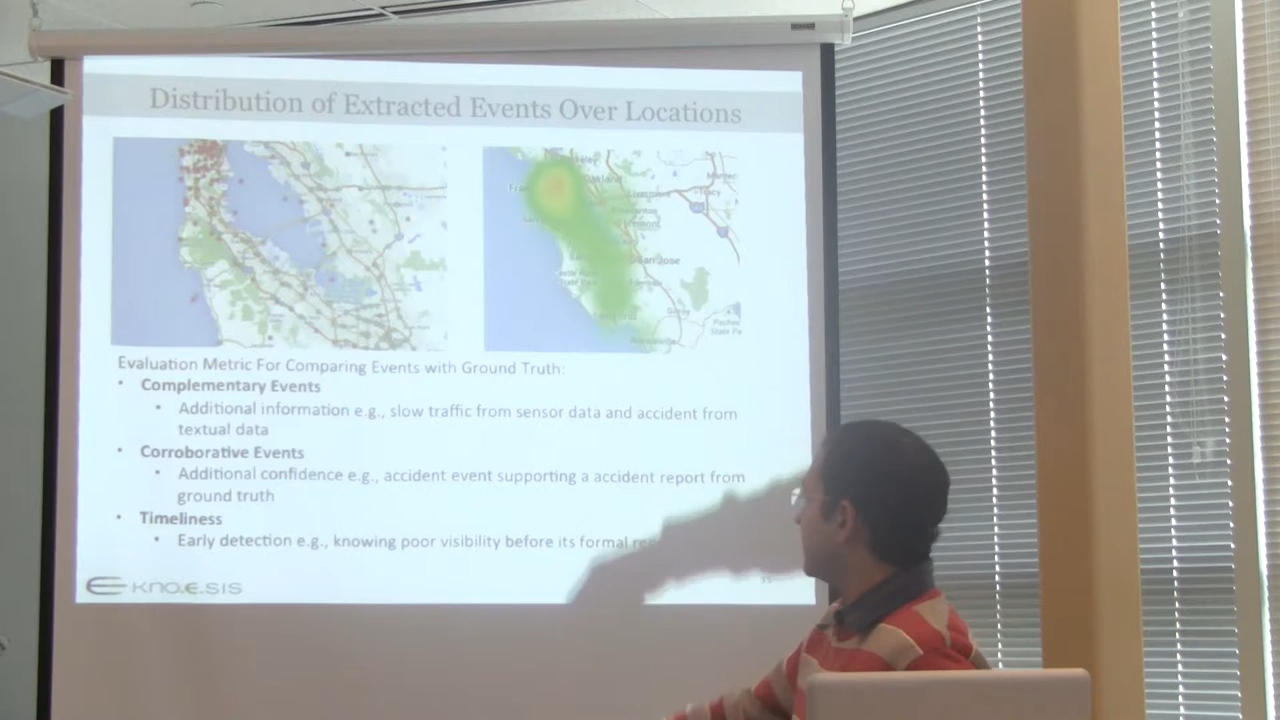 Distribution of Extracted Events Over Locations
San Jose
Evaluation Metric For Comparing Events with Ground Truth:
• Complementary Events
• Additional information e.g., slow traffic from sensor data and accident from
textual data
• Corroborative Events
• Additional confidence e.g., accident event supporting a accident report from
ground truth
• Timeliness
• Early detection e.g., knowing poor visibility before its formal
KNO.E.SIS